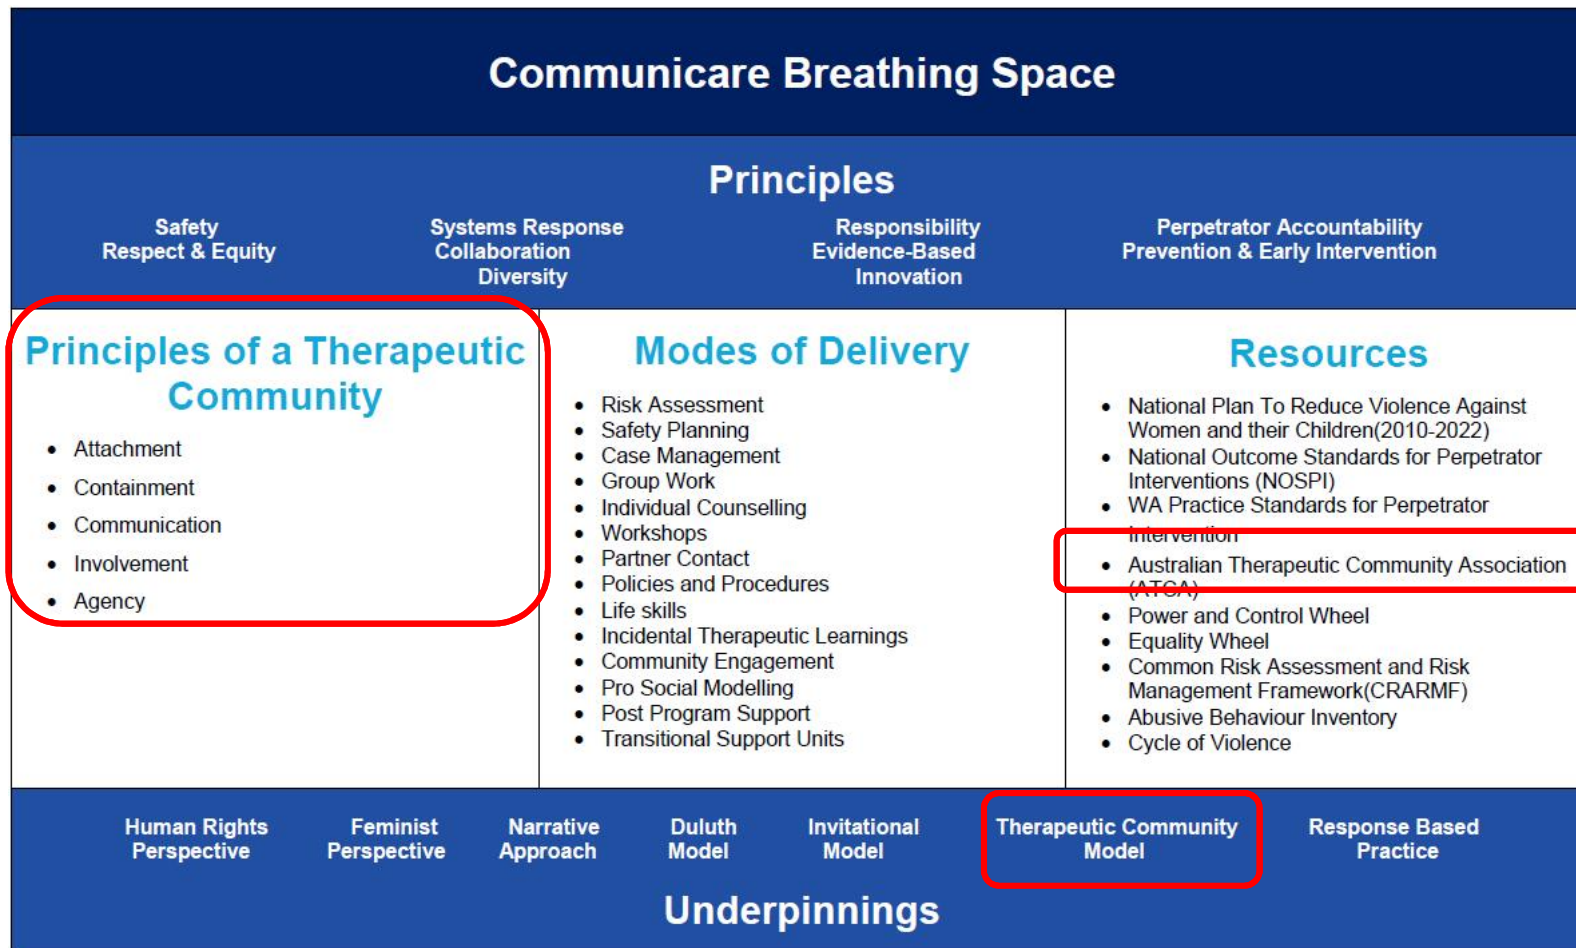 Communicare Breathing Space
Principles
Safety
Respect & Equity
Systems Response
Collaboration
Diversity
Responsibility
Evidence-Based
Innovation
Perpetrator Accountability
Prevention & Early Intervention
Principles of a Therapeutic
Community
• Attachment
• Containment
• Communication
• Involvement
• Agency
Modes of Delivery
• Risk Assessment
• Safety Planning
• Case Management
• Group Work
• Individual Counselling
• Workshops
• Partner Contact
• Policies and Procedures
• Life skills
• Incidental Therapeutic Learnings
• Community Engagement
• Pro Social Modelling
• Post Program Support
• Transitional Support Units
Resources
• National Plan To Reduce Violence Against
Women and their Children(2010-2022)
• National Outcome Standards for Perpetrator
Interventions (NOSPI)
• WA Practice Standards for Perpetrator
Intervention
• Australian Therapeutic Community Association
(ATCA)
• Power and Control Wheel
• Equality Wheel
• Common Risk Assessment and Risk
Management Framework(CRARMF)
• Abusive Behaviour Inventory
• Cycle of Violence
Human Rights
Perspective
Feminist
Perspective
Narrative
Approach
Duluth
Model
Invitational
Model
Therapeutic Community
Model
Response Based
Practice
Underpinnings